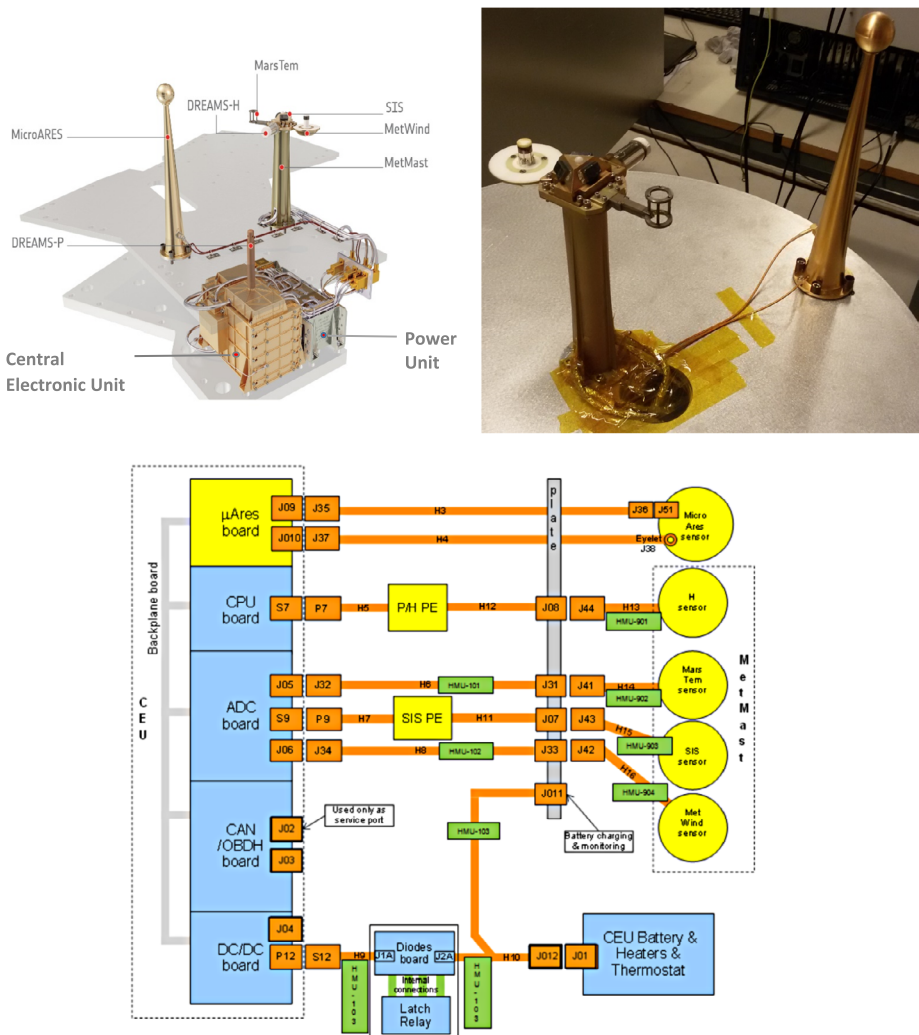 MarsTem
DREAMS-H
SIS
MicroARES
MetWind
MetMast
DREAMS-P
Central
Electronic Unit
Power
Unit
CEU
Backplane board
µAres
board
J09
J35
H3
plate
J36
J51
Micro
Ares
sensor
J010
J37
H4
Eyelet
J38
CPU
board
S7
P7
H5
P/H PE
H12
J08
J44
H13
HMU-901
H
sensor
MetMast
ADC
board
J05
J32
H6
HMU-101
J31
J41
H14
HMU-902
Mars
Tem
sensor
S9
P9
H7
SIS PE
H11
J07
J43
H15
HMU-903
SIS
sensor
J06
J34
H8
HMU-102
J33
J42
H16
HMU-904
Met
Wind
sensor
CAN
/OBDH
board
J02
J03
Used only as
service port
J011
HMU-103
Battery charging
& monitoring
DC/DC
board
J04
P12
S12
H9
HMU-103
J1A
Diodes
board
J2A
Internal
connections
Latch
Relay
HMU-103
H10
J012
J01
CEU Battery &
Heaters &
Thermostat